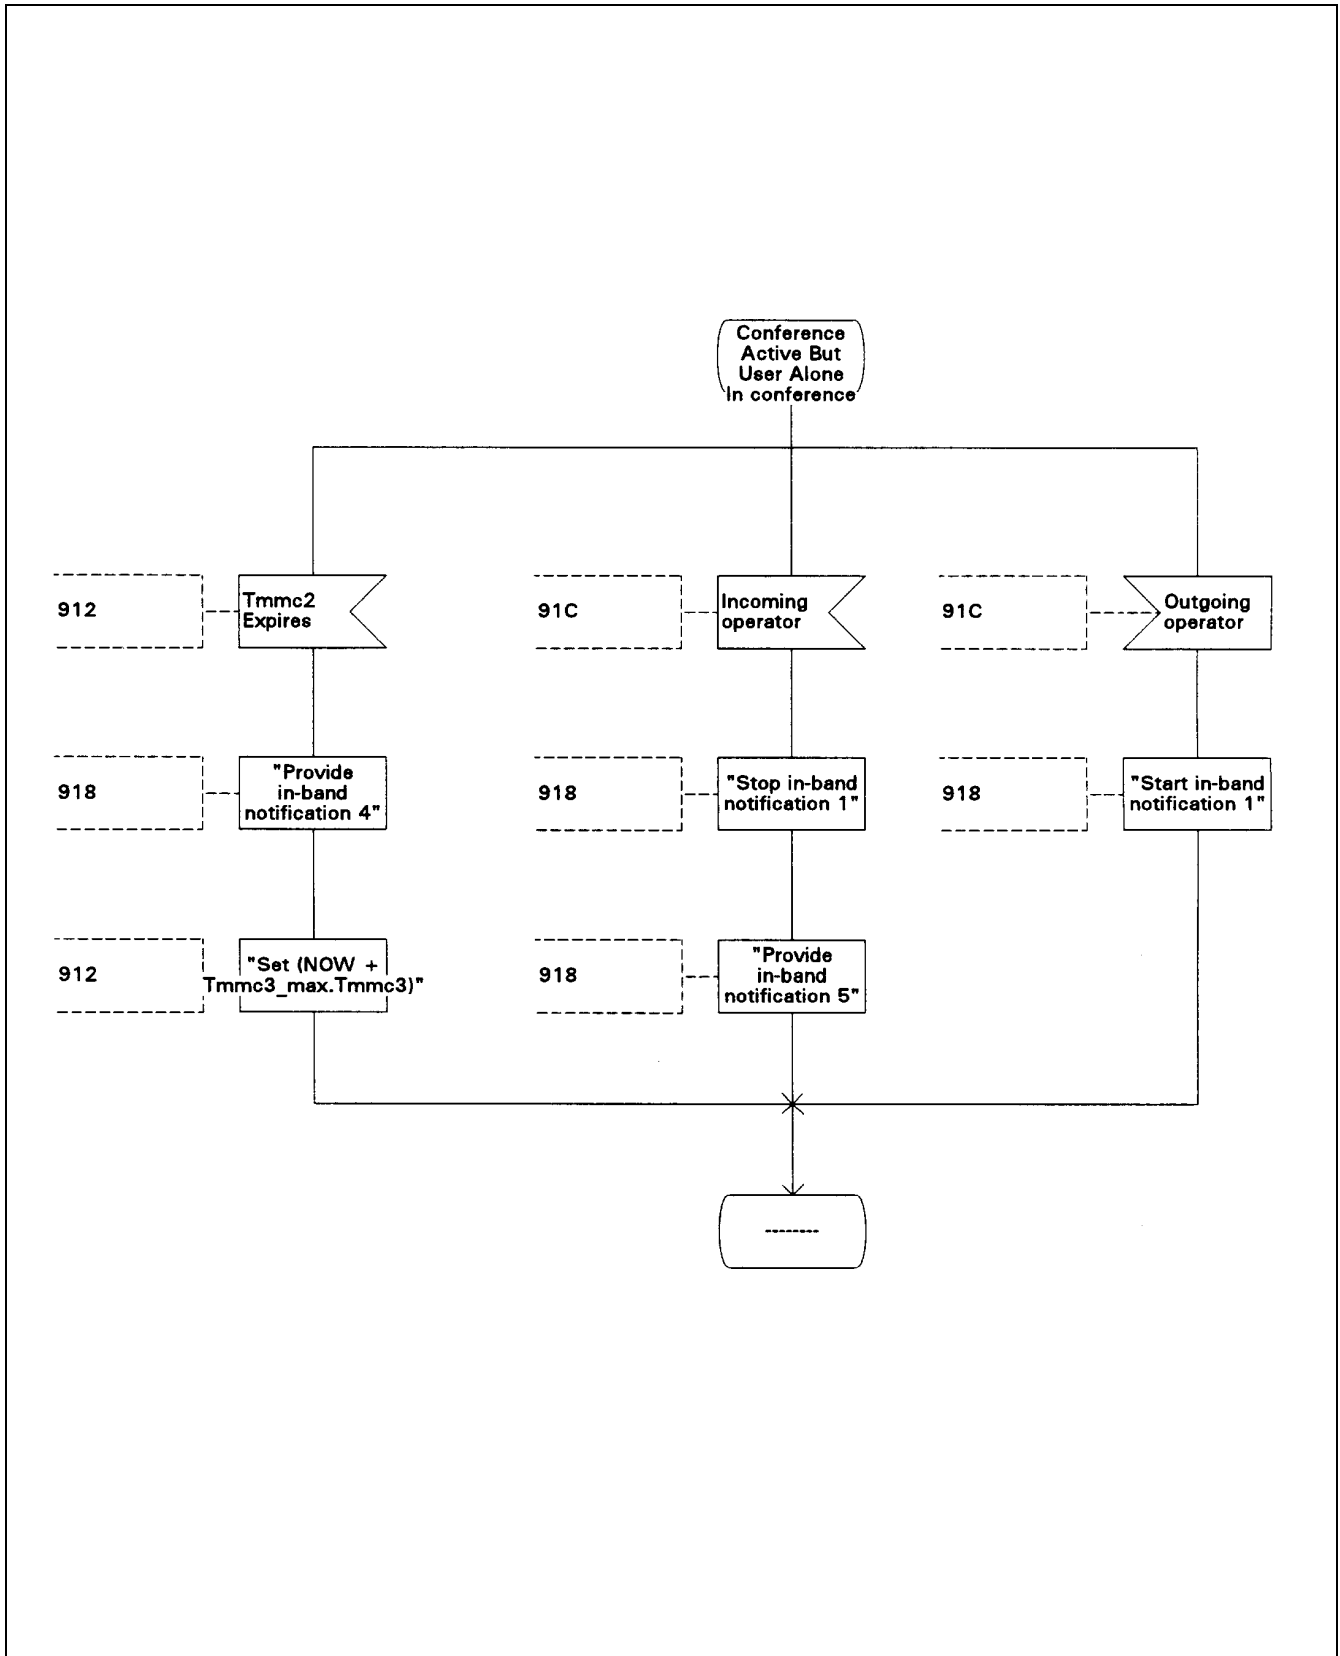 Conference
Active But
User Alone
In conference
912
Tmmc2
Expires
91C
Incoming
operator
91C
Outgoing
operator
918
"Provide
in-band
notification 4"
918
"Stop in-band
notification 1"
918
"Start in-band
notification 1"
912
"Set (NOW +
Tmmc3_max.Tmmc3)"
918
"Provide
in-band
notification 5"
--------